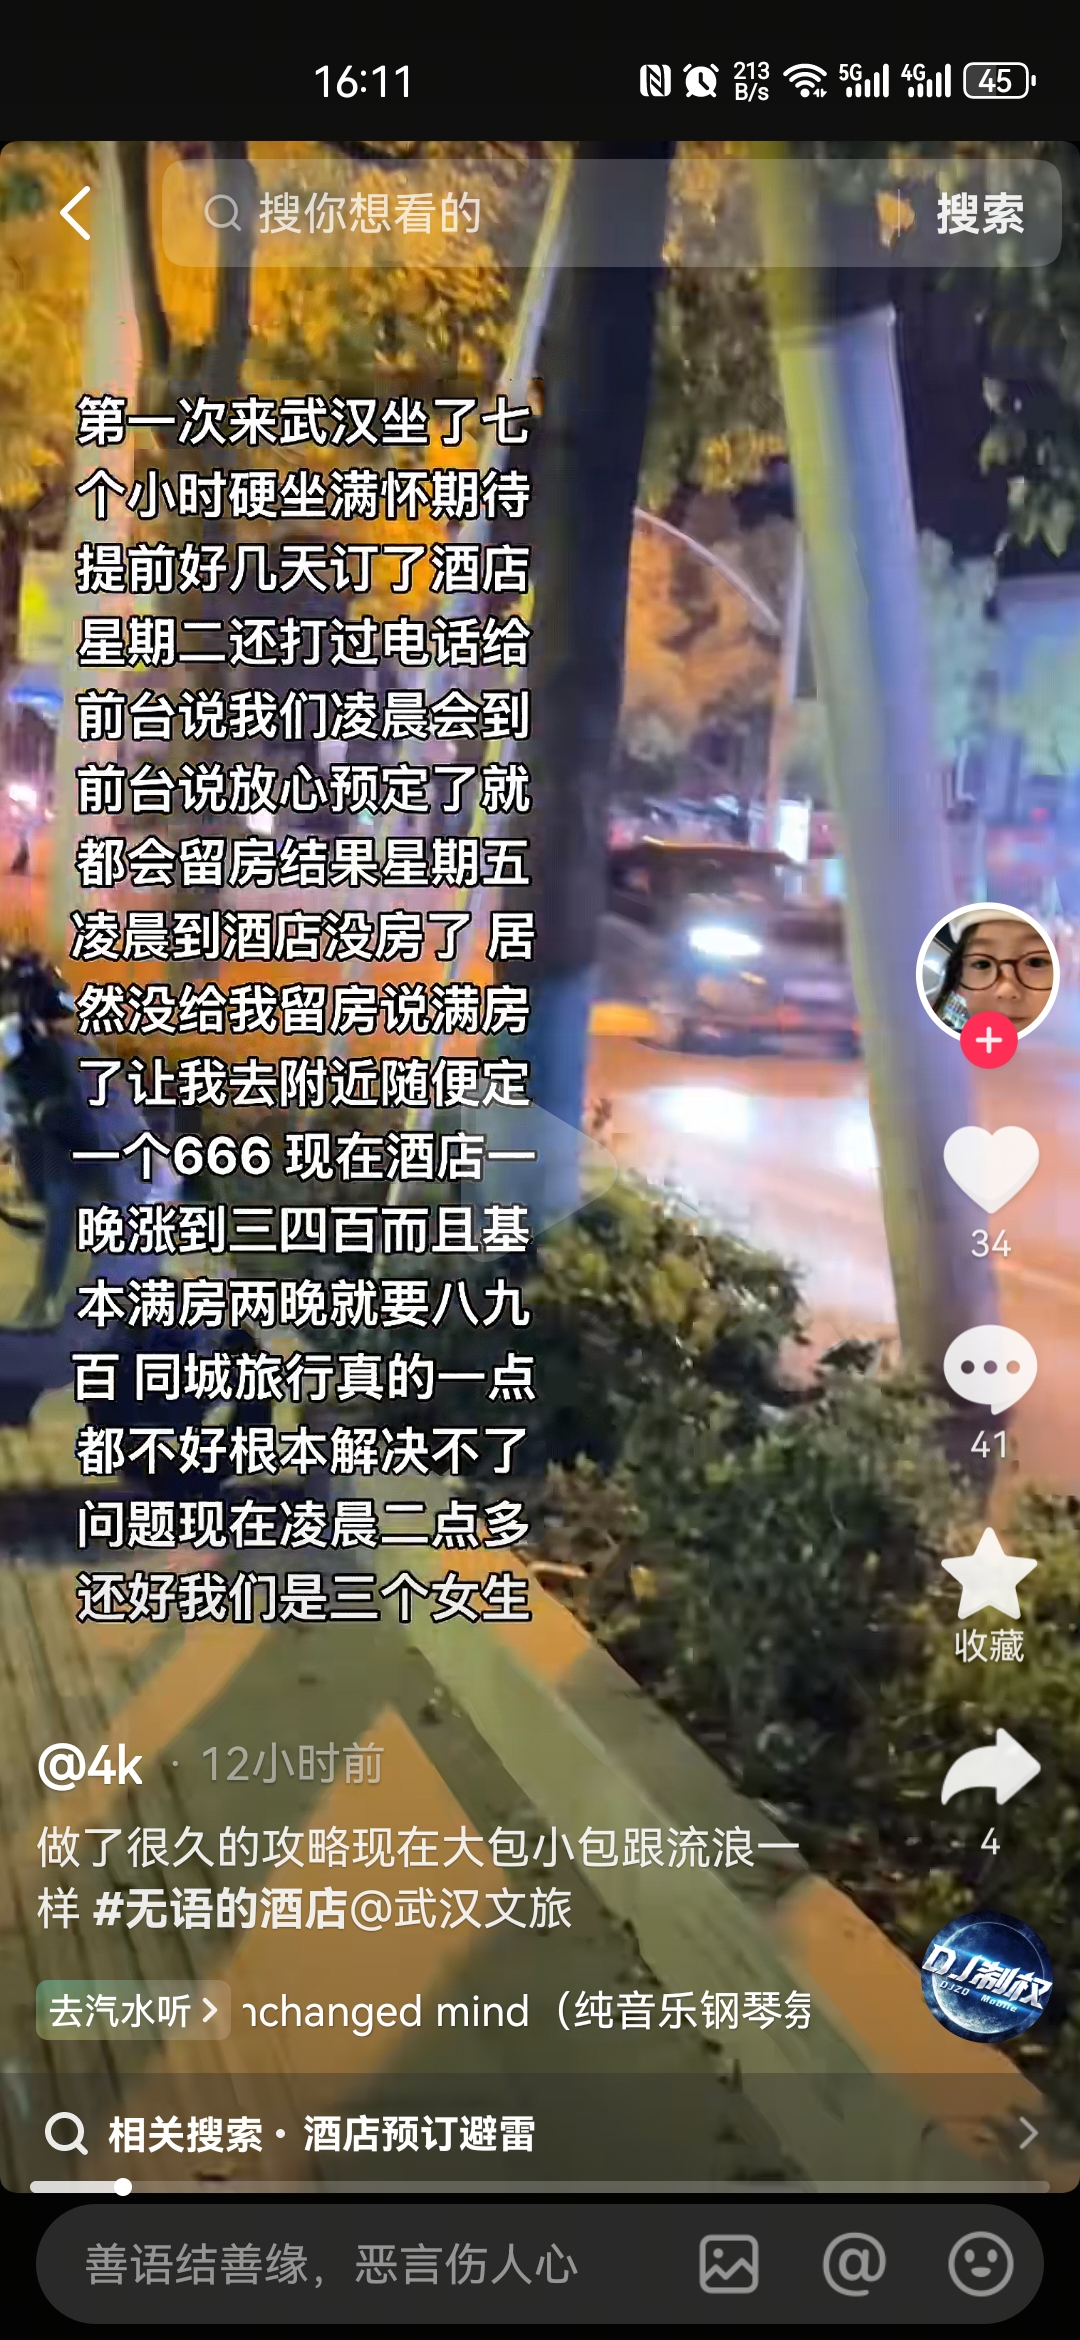 16:11
213 B/s
5G
4G
45
搜你想看的
搜索
第一次来武汉坐了七
个小时硬坐满怀期待
提前好几天订了酒店
星期二还打过电话给
前台说我们凌晨会到
前台说放心预定了就
都会留房结果星期五
凌晨到酒店没房了 居
然没给我留房说满房
了让我去附近随便定
一个666 现在酒店一
晚涨到三四百而且基
本满房两晚就要八九
百 同城旅行真的一点
都不好根本解决不了
问题现在凌晨二点多
还好我们是三个女生
34
41
收藏
4
@4k · 12小时前
做了很久的攻略现在大包小包跟流浪一
样 #无语的酒店@武汉文旅
去汽水听 nchanged mind（纯音乐钢琴
DJ制权
DJZQ Mobile
相关搜索 · 酒店预订避雷
善语结善缘，恶言伤人心